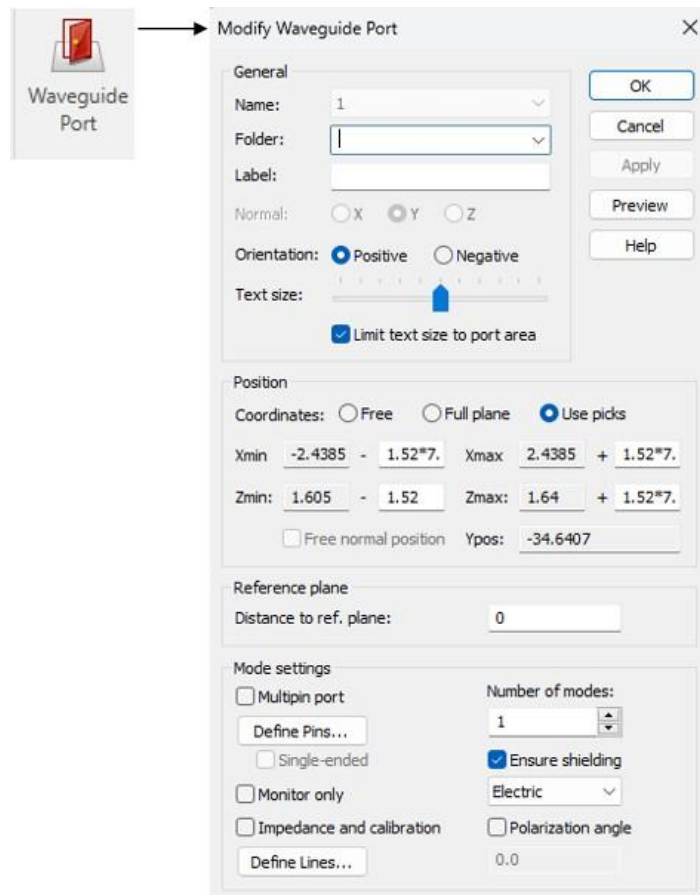 Waveguide
Port
Modify Waveguide Port
General
Name: 1
Folder:
Label:
Normal: X Y Z
Orientation: Positive Negative
Text size:
Limit text size to port area
OK
Cancel
Apply
Preview
Help
Position
Coordinates: Free Full plane Use picks
Xmin -2.4385 - 1.52*7. Xmax 2.4385 + 1.52*7.
Zmin: 1.605 - 1.52 Zmax: 1.64 + 1.52*7.
Free normal position Ypos: -34.6407
Reference plane
Distance to ref. plane: 0
Mode settings
Multipin port Number of modes:
Define Pins... 1
Single-ended Ensure shielding
Monitor only Electric
Impedance and calibration Polarization angle
Define Lines... 0.0